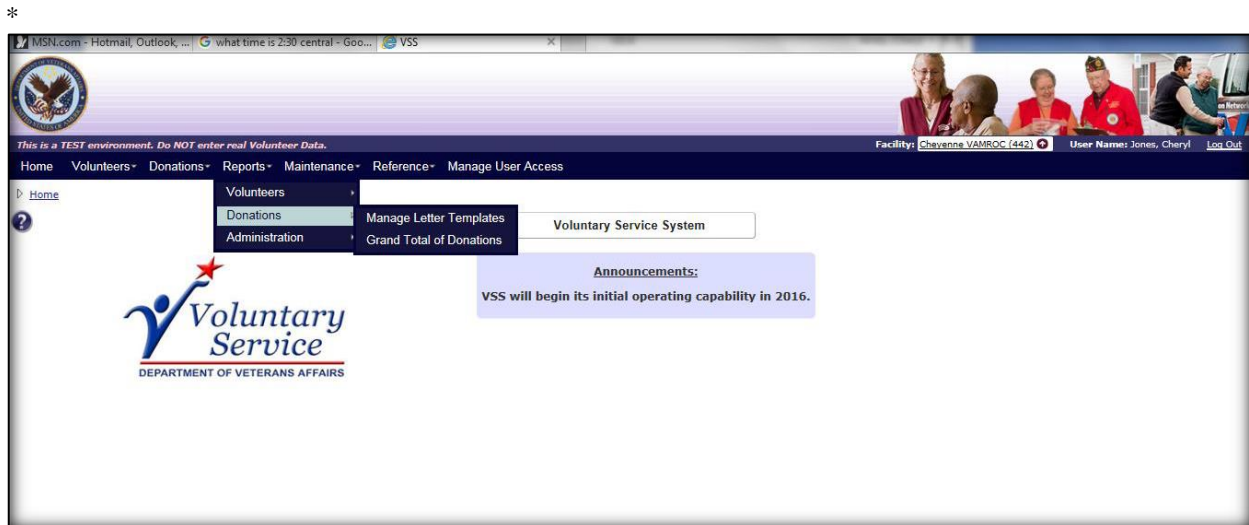 *
MSN.com - Hotmail, Outlook, ... what time is 2:30 central - Goo... VSS
This is a TEST environment. Do NOT enter real Volunteer Data. Facility: Cheyenne VAMROC (442) User Name: Jones, Cheryl Log Out
Home Volunteers Donations Reports Maintenance Reference Manage User Access
Home
Volunteers
Donations
Administration
Manage Letter Templates
Grand Total of Donations
Voluntary Service System
Announcements:
VSS will begin its initial operating capability in 2016.
Voluntary
Service
DEPARTMENT OF VETERANS AFFAIRS